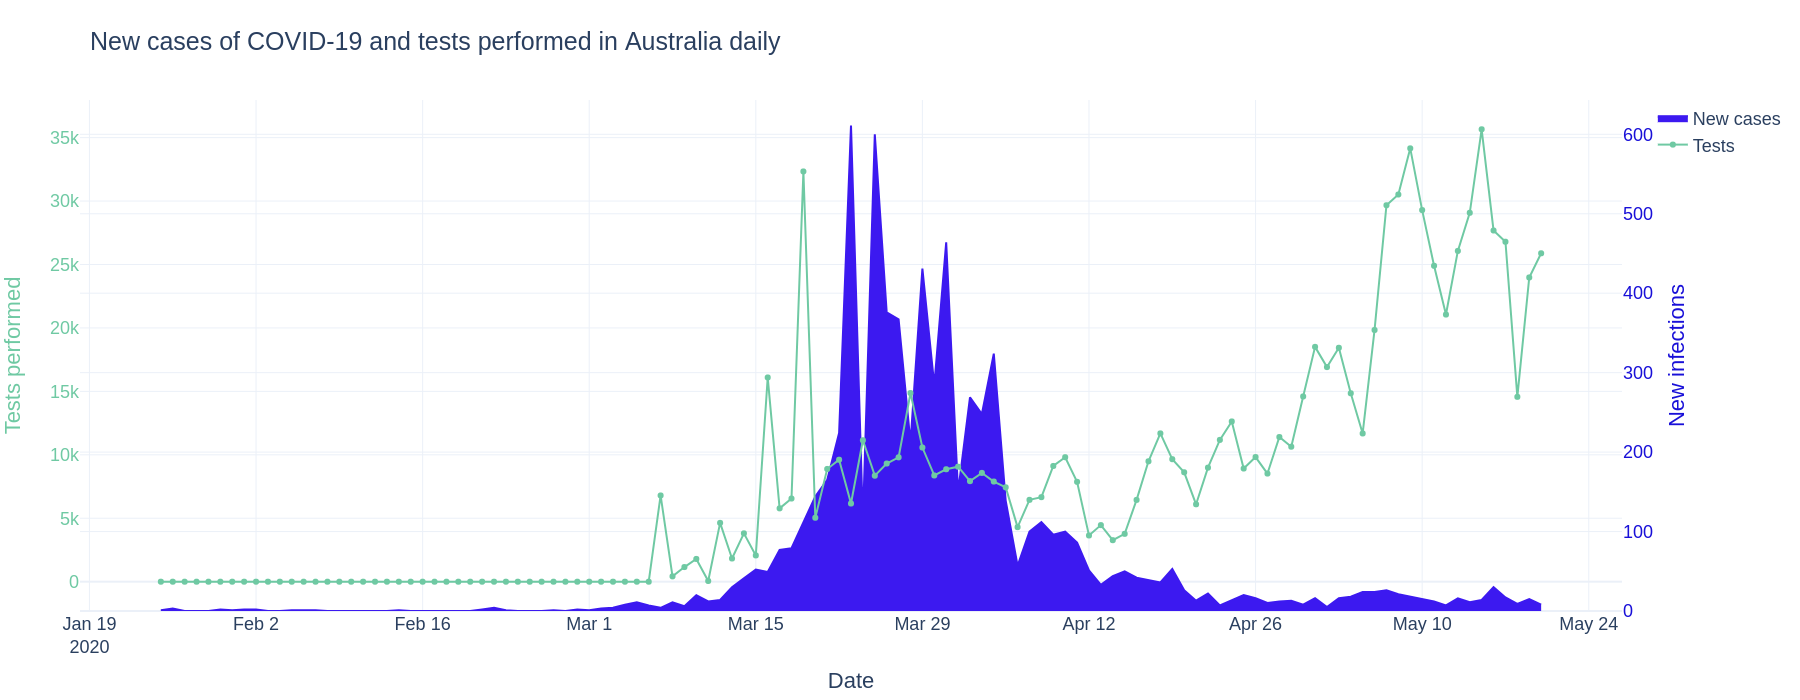 New cases of COVID-19 and tests performed in Australia daily
New cases
Tests
35k
30k
25k
20k
15k
10k
5k
0
Tests performed
600
500
400
300
200
100
0
New infections
Jan 19
2020
Feb 2
Feb 16
Mar 1
Mar 15
Mar 29
Apr 12
Apr 26
May 10
May 24
Date